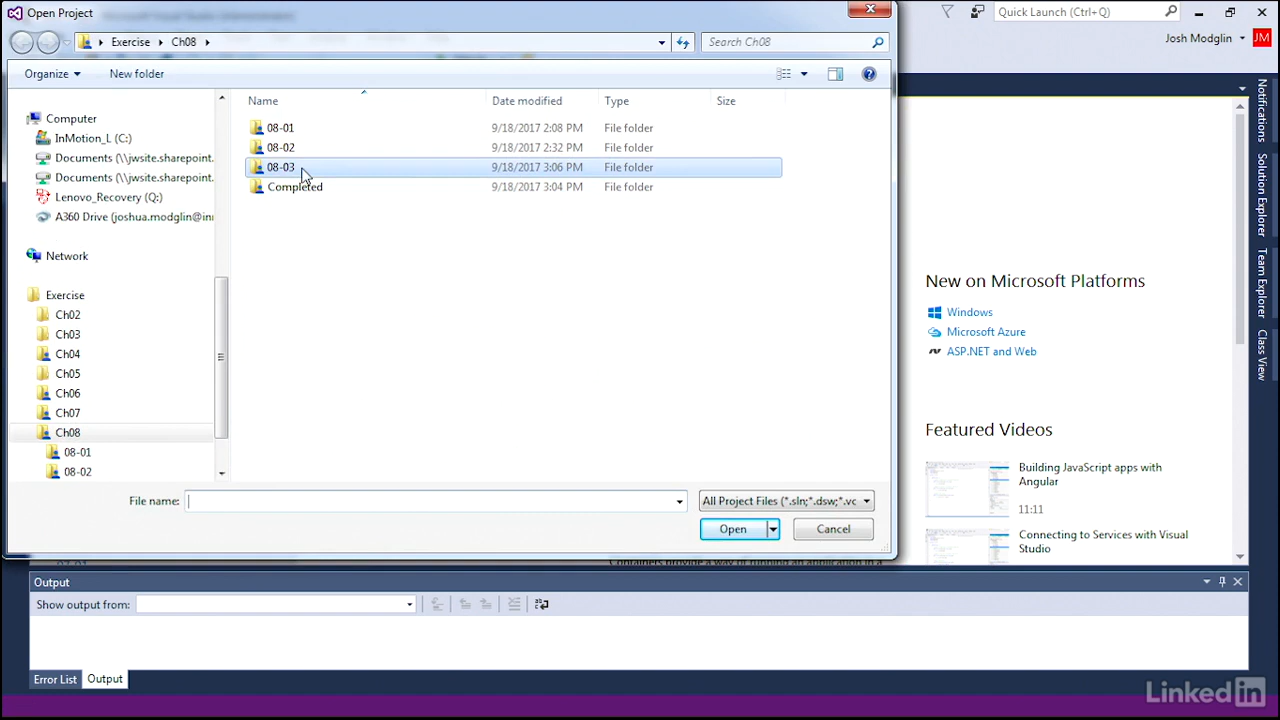 Open Project
Quick Launch (Ctrl+Q)
Exercise Ch08
Search Ch08
Josh Modglin JM
Organize New folder
Name Date modified Type Size
Computer
InMotion_L (C:)
Documents (\\jwsite.sharepoint.
Documents (\\jwsite.sharepoint.
Lenovo_Recovery (Q:)
A360 Drive (joshua.modglin@in
Network
Exercise
Ch02
Ch03
Ch04
Ch05
Ch06
Ch07
Ch08
08-01
08-02
08-01 9/18/2017 2:08 PM File folder
08-02 9/18/2017 2:32 PM File folder
08-03 9/18/2017 3:06 PM File folder
Completed 9/18/2017 3:04 PM File folder
File name: All Project Files (*.sln;*.dsw;*.vc
Open Cancel
Notifications
Solution Explorer
Team Explorer
Class View
New on Microsoft Platforms
Windows
Microsoft Azure
ASP.NET and Web
Featured Videos
Building JavaScript apps with
Angular
11:11
Connecting to Services with Visual
Studio
Output
Show output from:
Error List Output
LinkedIn